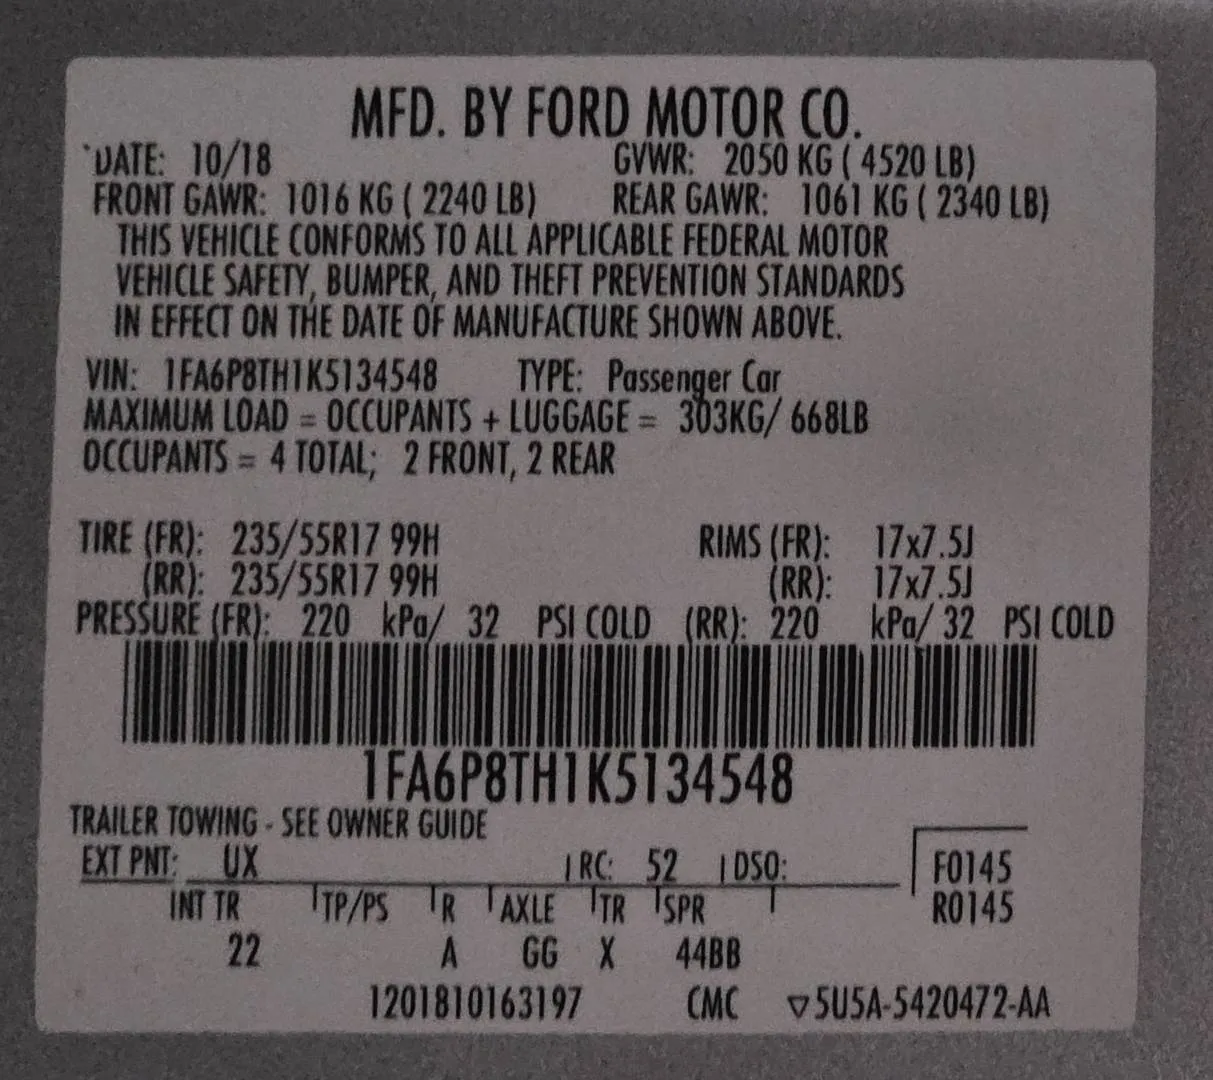 MFD. BY FORD MOTOR CO.
DATE: 10/18 GVWR: 2050 KG ( 4520 LB)
FRONT GAWR: 1016 KG ( 2240 LB) REAR GAWR: 1061 KG ( 2340 LB)
THIS VEHICLE CONFORMS TO ALL APPLICABLE FEDERAL MOTOR
VEHICLE SAFETY, BUMPER, AND THEFT PREVENTION STANDARDS
IN EFFECT ON THE DATE OF MANUFACTURE SHOWN ABOVE.
VIN: 1FA6P8TH1K5134548 TYPE: Passenger Car
MAXIMUM LOAD = OCCUPANTS + LUGGAGE = 303KG/ 668LB
OCCUPANTS = 4 TOTAL; 2 FRONT, 2 REAR
TIRE (FR): 235/55R17 99H RIMS (FR): 17x7.5J
(RR): 235/55R17 99H (RR): 17x7.5J
PRESSURE (FR): 220 kPa/ 32 PSI COLD (RR): 220 kPa/ 32 PSI COLD
1FA6P8TH1K5134548
TRAILER TOWING - SEE OWNER GUIDE
EXT PNT: UX RC: 52 DSO: F0145
INT TR TP/PS R AXLE TR SPR R0145
22 A GG X 44BB
1201810163197 CMC ▽5U5A-5420472-AA